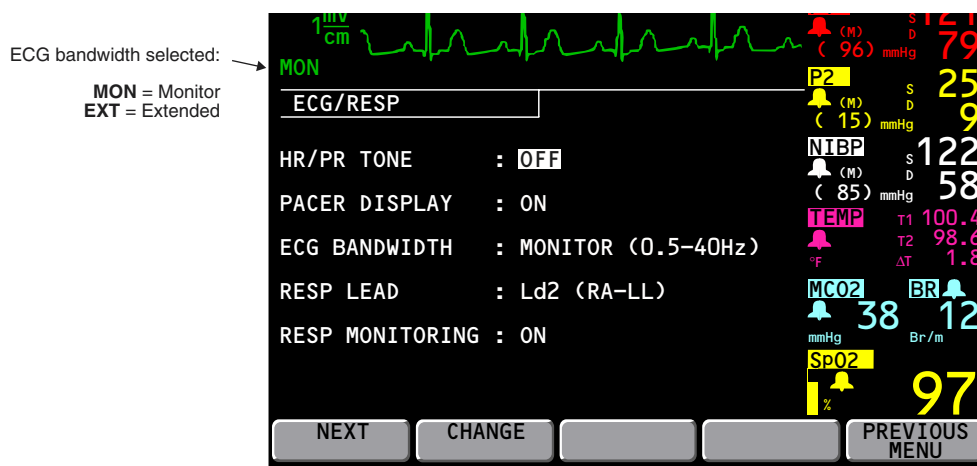 ECG bandwidth selected:
MON = Monitor
EXT = Extended
1 mv
cm
MON
ECG/RESP
HR/PR TONE : OFF
PACER DISPLAY : ON
ECG BANDWIDTH : MONITOR (0.5-40Hz)
RESP LEAD : Ld2 (RA-LL)
RESP MONITORING : ON
NEXT
CHANGE
PREVIOUS
MENU
S 121
(M) D 79
( 96) mmHg
P2
S 25
(M) D 9
( 15) mmHg
NIBP
S 122
(M) D 58
( 85) mmHg
TEMP T1 100.4
T2 98.6
°F ΔT 1.8
MCO2 BR
38 12
mmHg Br/m
SpO2
% 97